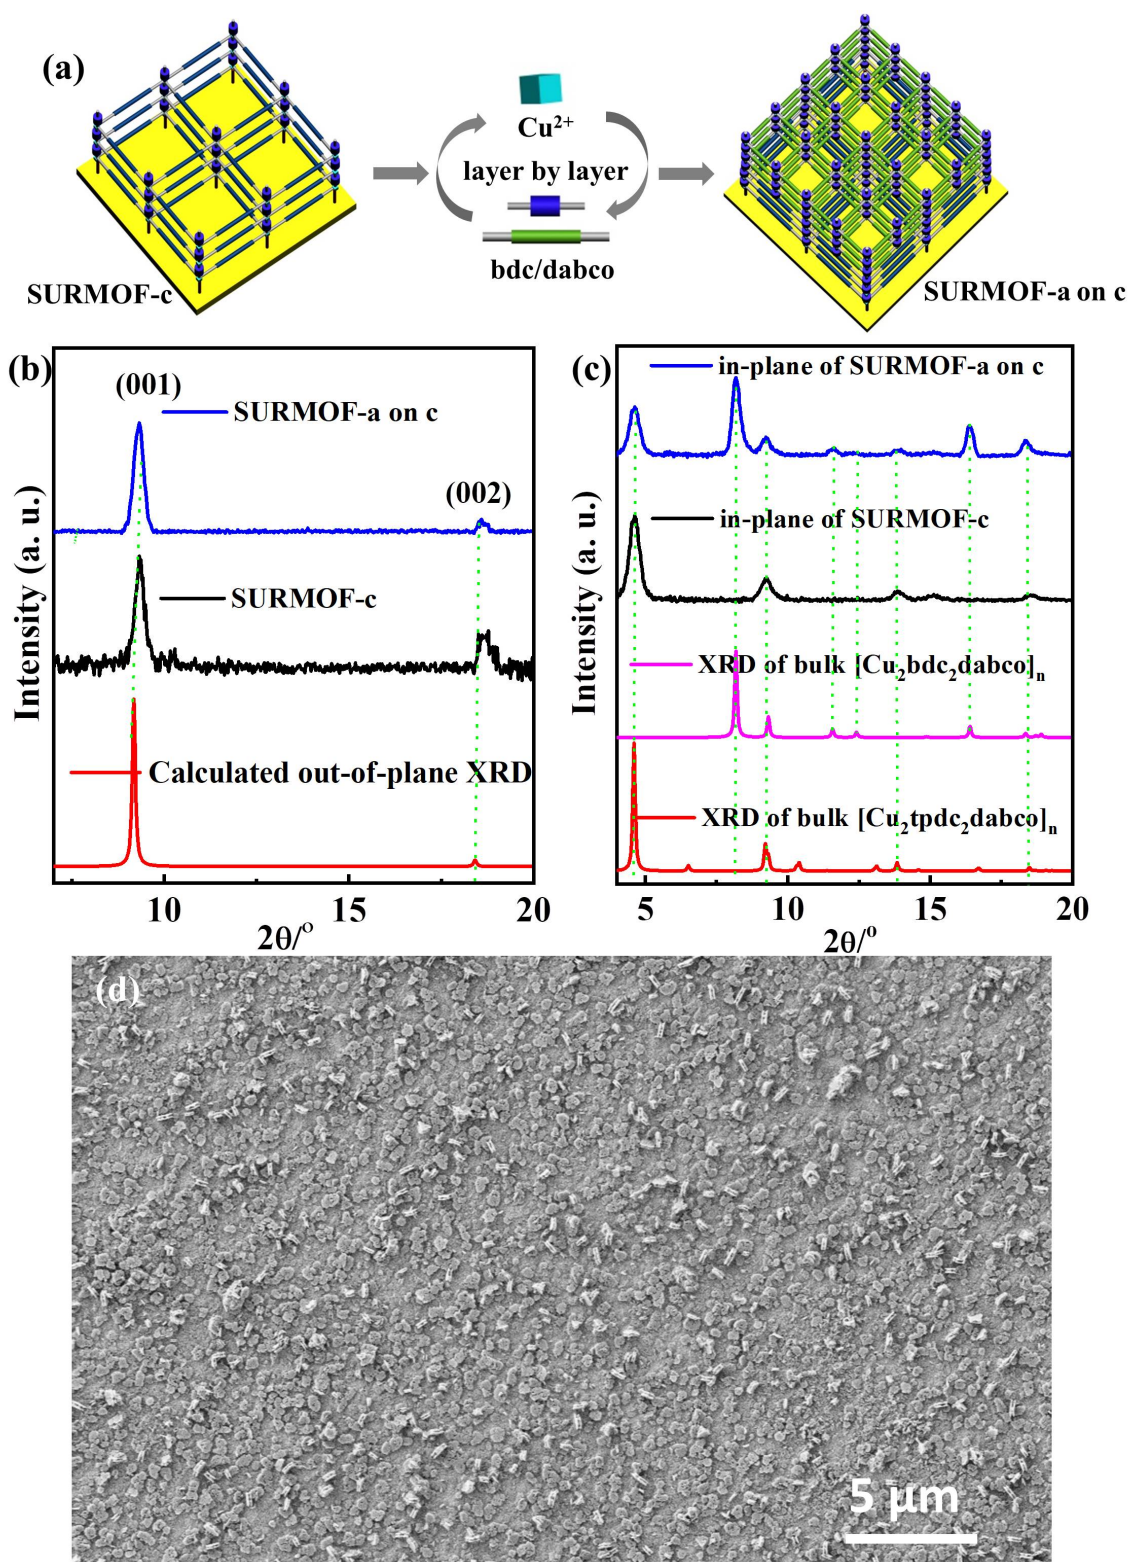 (a)
Cu²⁺
layer by layer
bdc/dabco
SURMOF-c
SURMOF-a on c
(b)
(001)
SURMOF-a on c
(002)
SURMOF-c
Calculated out-of-plane XRD
Intensity (a. u.)
10 15 20
2θ/°
(c)
in-plane of SURMOF-a on c
in-plane of SURMOF-c
XRD of bulk [Cu₂bdc₂dabco]ₙ
XRD of bulk [Cu₂tpdc₂dabco]ₙ
Intensity (a. u.)
5 10 15 20
2θ/°
(d)
5 μm